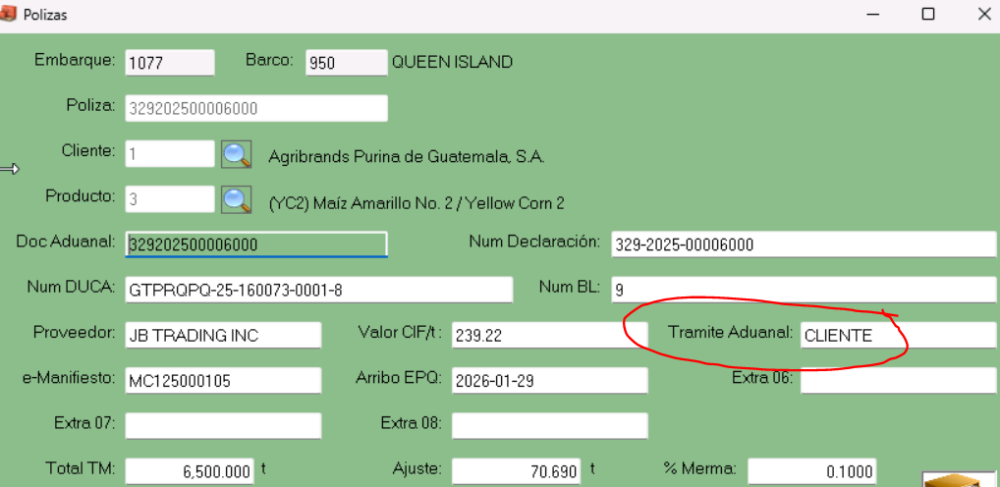 Polizas
Embarque: 1077 Barco: 950 QUEEN ISLAND
Poliza: 329202500006000
Cliente: 1 Agribrands Purina de Guatemala, S.A.
Producto: 3 (YC2) Maíz Amarillo No. 2 / Yellow Corn 2
Doc Aduanal: 329202500006000 Num Declaración: 329-2025-00006000
Num DUCA: GTPRQPQ-25-160073-0001-8 Num BL: 9
Proveedor: JB TRADING INC Valor CIF/t: 239.22 Tramite Aduanal: CLIENTE
e-Manifiesto: MC125000105 Arribo EPQ: 2026-01-29 Extra 06:
Extra 07: Extra 08:
Total TM: 6,500.000 t Ajuste: 70.690 t % Merma: 0.1000